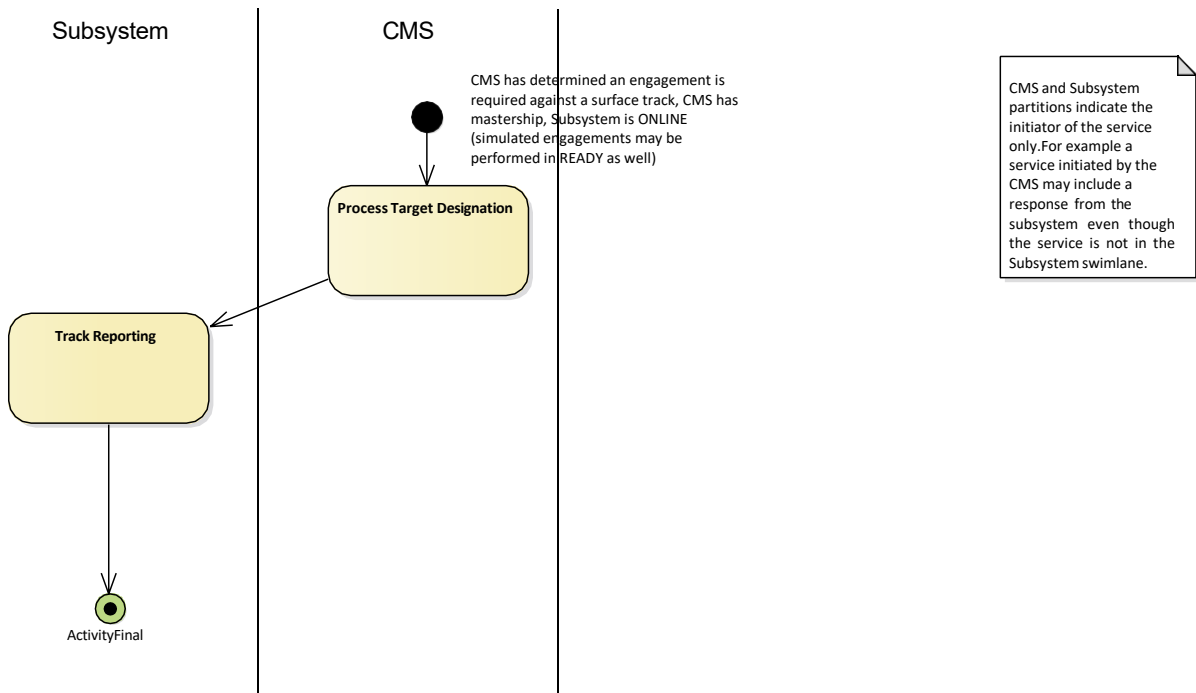 Subsystem
CMS
CMS has determined an engagement is
required against a surface track, CMS has
mastership, Subsystem is ONLINE
(simulated engagements may be
performed in READY as well)
Process Target Designation
Track Reporting
ActivityFinal
CMS and Subsystem
partitions indicate the
initiator of the service
only.For example a
service initiated by the
CMS may include a
response from the
subsystem even though
the service is not in the
Subsystem swimlane.